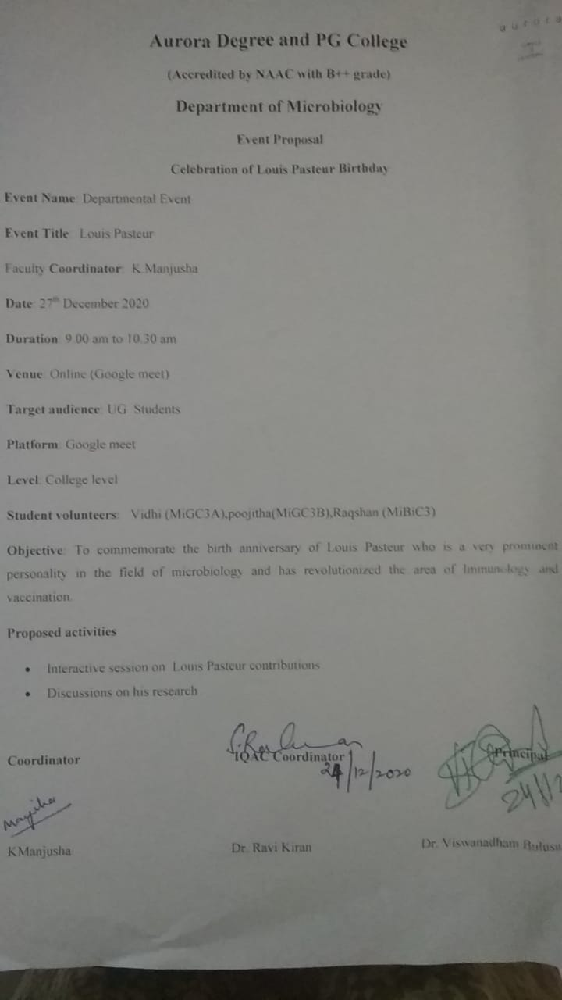 aurora
Aurora Degree and PG College
(Accredited by NAAC with B++ grade)
Department of Microbiology
Event Proposal
Celebration of Louis Pasteur Birthday
Event Name: Departmental Event
Event Title: Louis Pasteur
Faculty Coordinator: K.Manjusha
Date: 27th December 2020
Duration: 9.00 am to 10.30 am
Venue: Online (Google meet)
Target audience: UG Students
Platform: Google meet
Level: College level
Student volunteers: Vidhi (MiGC3A),poojitha(MiGC3B),Raqshan (MiBiC3)
Objective: To commemorate the birth anniversary of Louis Pasteur who is a very prominent
personality in the field of microbiology and has revolutionized the area of Immunology and
vaccination.
Proposed activities
• Interactive session on Louis Pasteur contributions
• Discussions on his research
Coordinator IQAC Coordinator Principal
24/12/2020 24/12
Manjusha
KManjusha Dr. Ravi Kiran Dr. Viswanadham Bulusu